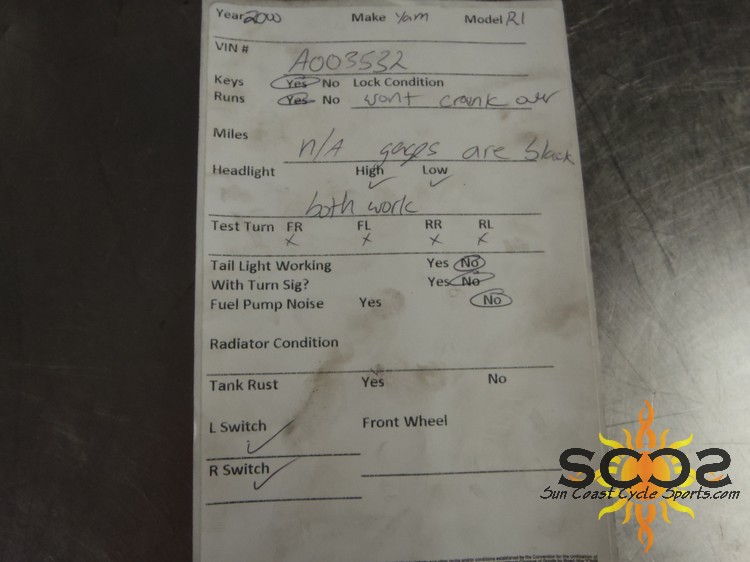 Year 2000 Make Yam Model R1
VIN # A003532
Keys Yes No Lock Condition
Runs Yes No wont crank over
Miles n/A gages are black
Headlight High Low
both work
Test Turn FR FL RR RL
x x x x
Tail Light Working Yes No
With Turn Sig? Yes No
Fuel Pump Noise Yes No
Radiator Condition
Tank Rust Yes No
L Switch Front Wheel
R Switch
SCCS
Sun Coast Cycle Sports.com